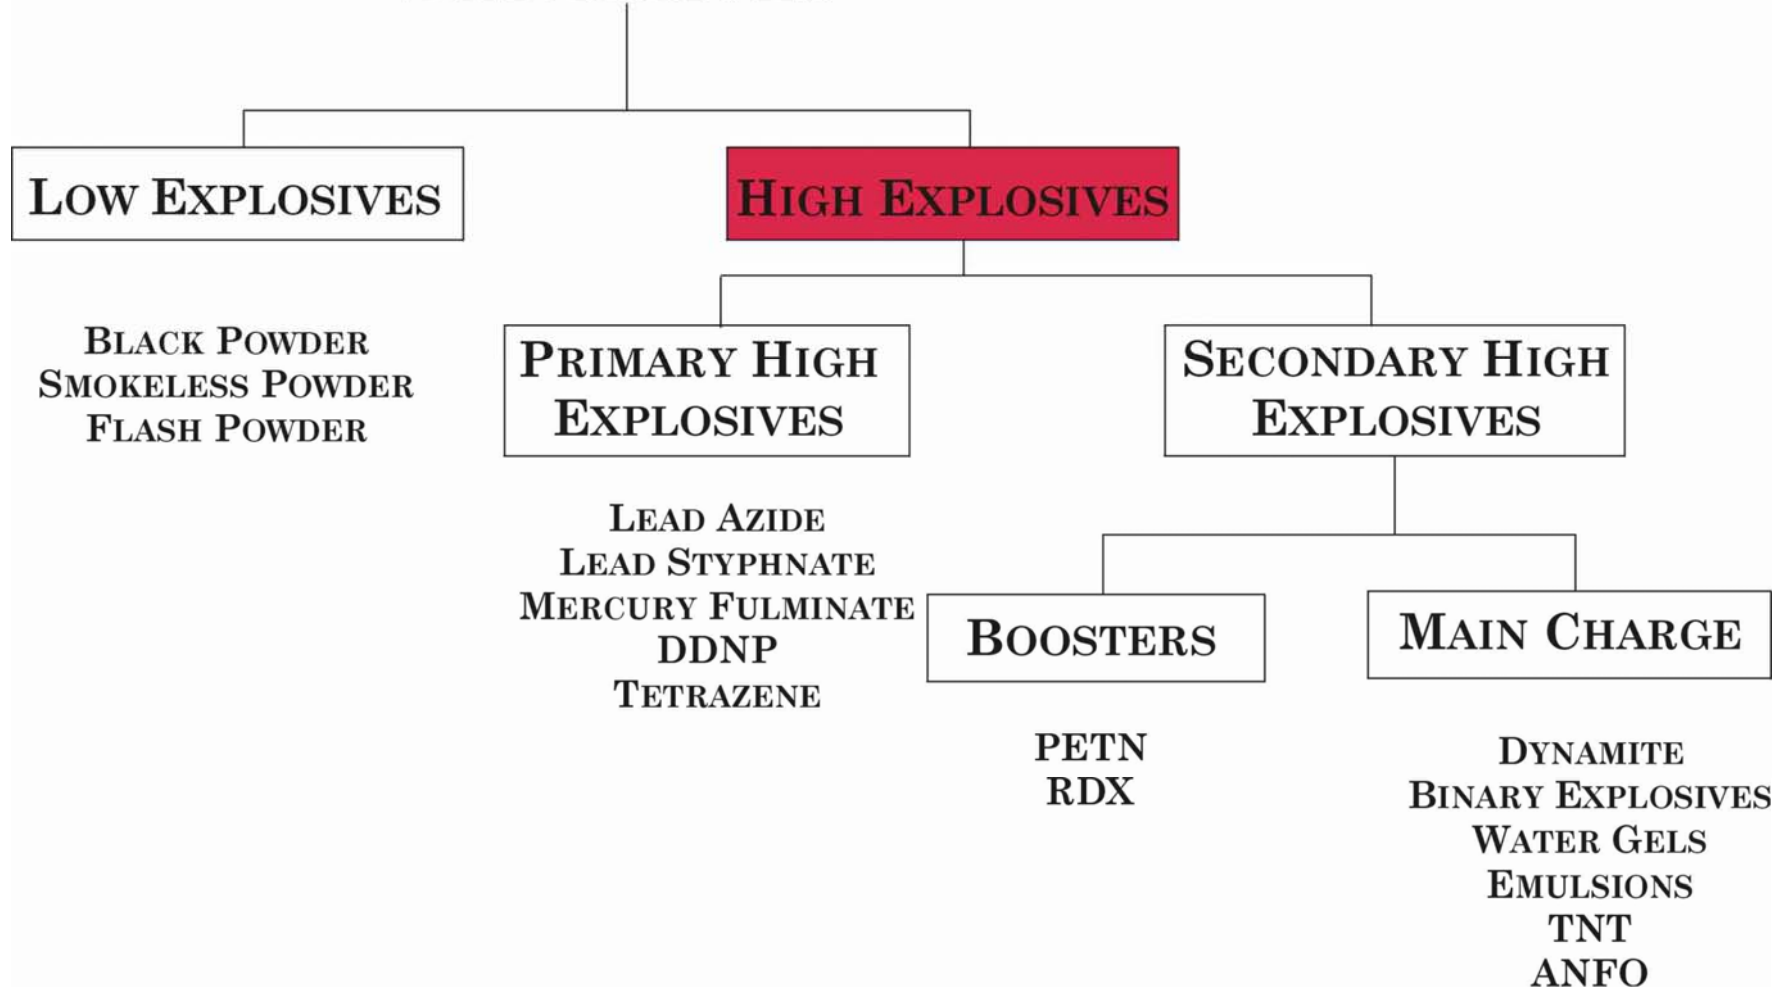 LOW EXPLOSIVES
HIGH EXPLOSIVES
BLACK POWDER
SMOKELESS POWDER
FLASH POWDER
PRIMARY HIGH
EXPLOSIVES
SECONDARY HIGH
EXPLOSIVES
LEAD AZIDE
LEAD STYPHNATE
MERCURY FULMINATE
DDNP
TETRAZENE
BOOSTERS
MAIN CHARGE
PETN
RDX
DYNAMITE
BINARY EXPLOSIVES
WATER GELS
EMULSIONS
TNT
ANFO